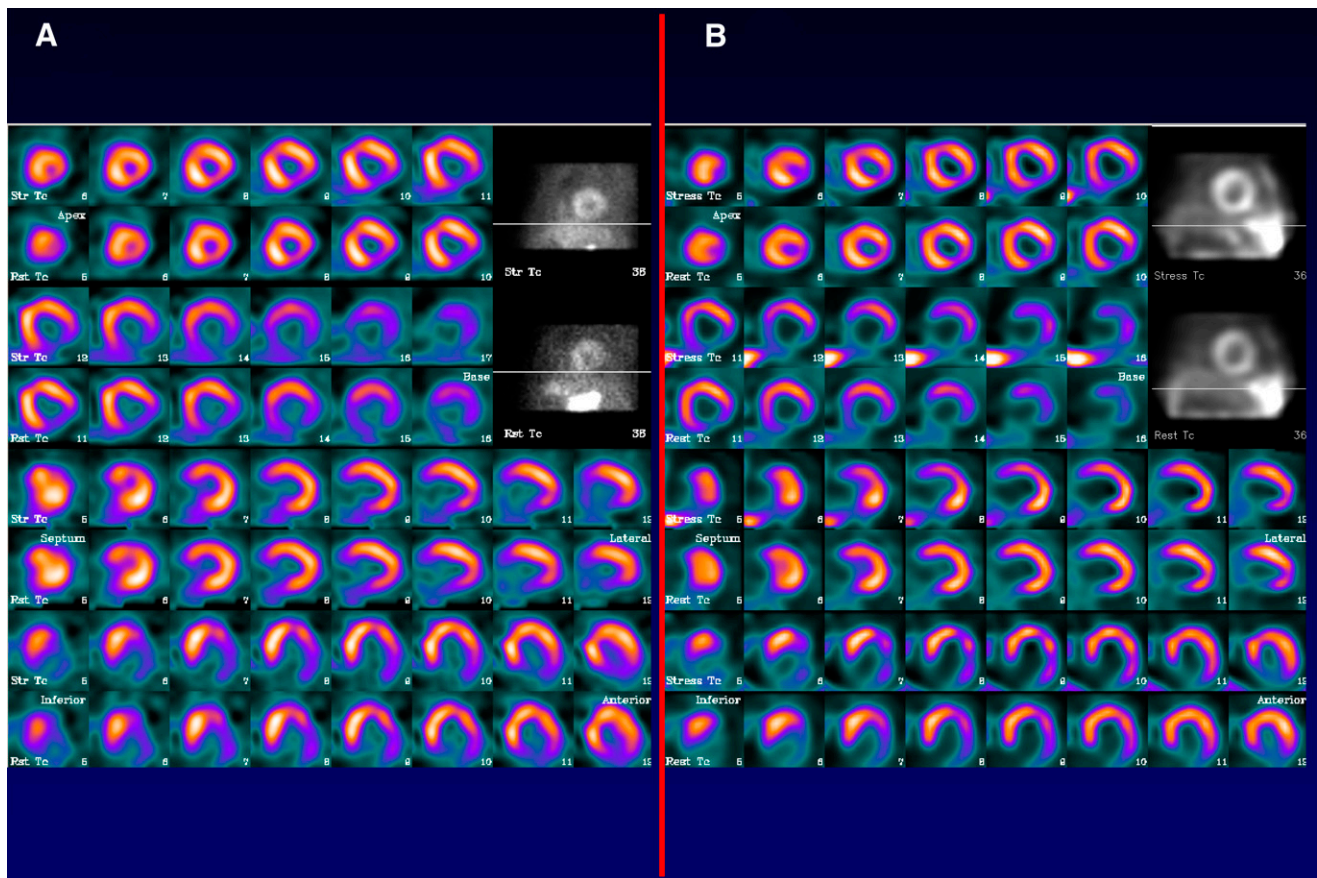 A
B
Str Tc 6 7 8 9 10 11
Apex
Rst Tc 5 6 7 8 9 10
Str Tc 35
Str Tc 12 13 14 15 16 17
Base
Rst Tc 11 12 13 14 15 16
Rst Tc 35
Str Tc 5 6 7 8 9 10 11 12
Septum Lateral
Rst Tc 5 6 7 8 9 10 11 12
Str Tc 5 6 7 8 9 10 11 12
Inferior Anterior
Rst Tc 5 6 7 8 9 10 11 12
Stress Tc 5 6 7 8 9 10
Apex
Rest Tc 5 6 7 8 9 10
Stress Tc 36
Stress Tc 11 12 13 14 15 16
Base
Rest Tc 11 12 13 14 15 16
Rest Tc 36
Stress Tc 5 6 7 8 9 10 11 12
Septum Lateral
Rest Tc 5 6 7 8 9 10 11 12
Stress Tc 5 6 7 8 9 10 11 12
Inferior Anterior
Rest Tc 5 6 7 8 9 10 11 12